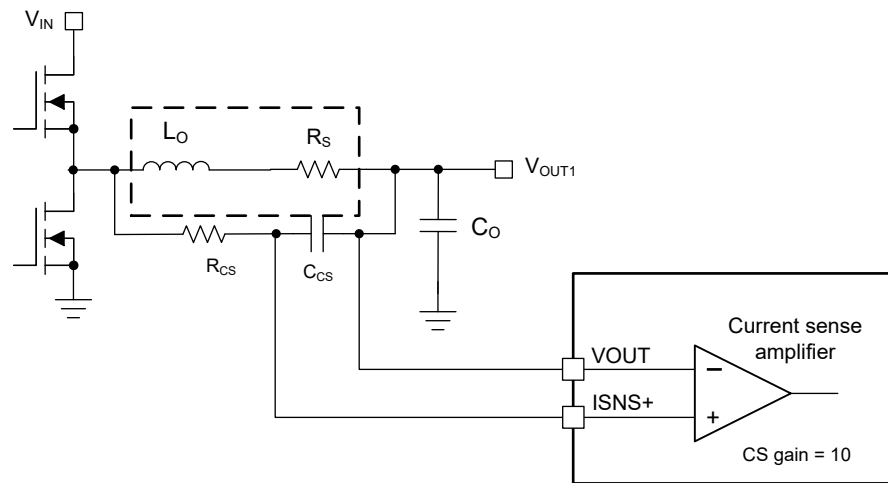 VIN
LO
RS
VOUT1
RCS
CCS
CO
Current sense
amplifier
VOUT
−
ISNS+
+
CS gain = 10